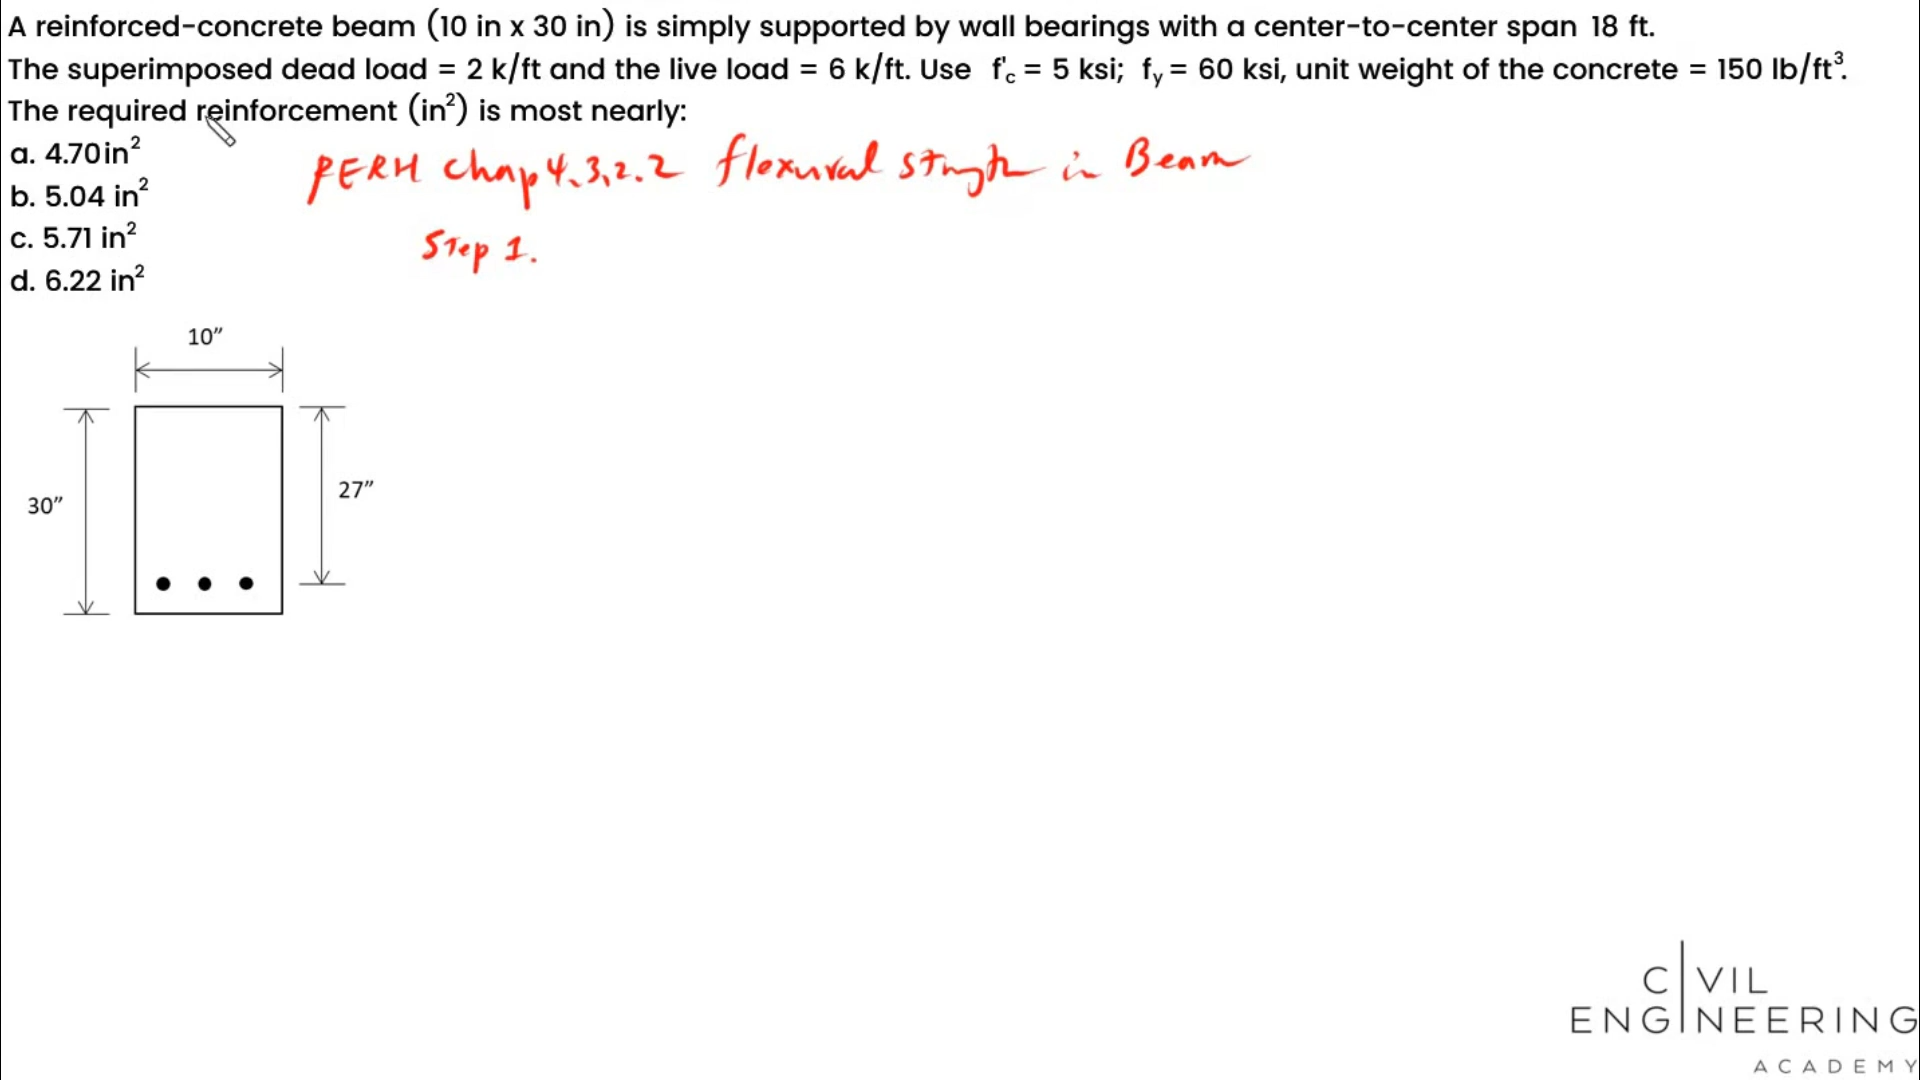 A reinforced-concrete beam (10 in x 30 in) is simply supported by wall bearings with a center-to-center span 18 ft.
The superimposed dead load = 2 k/ft and the live load = 6 k/ft. Use f'c = 5 ksi; fy = 60 ksi, unit weight of the concrete = 150 lb/ft³.
The required reinforcement (in²) is most nearly:
a. 4.70in²
b. 5.04 in²
c. 5.71 in²
d. 6.22 in²
PERH Chap 4.3.2.2 flexural strngth in Beam
Step 1.
10”
30”
27”
CIVIL
ENGINEERING
ACADEMY